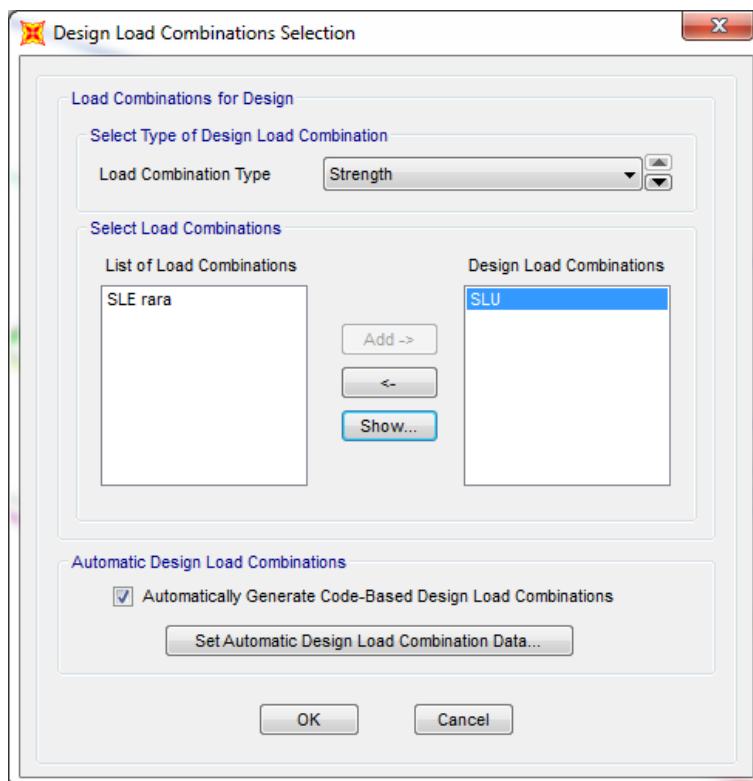 Design Load Combinations Selection
Load Combinations for Design
Select Type of Design Load Combination
Load Combination Type
Strength
Select Load Combinations
List of Load Combinations
Design Load Combinations
SLE rara
SLU
Add ->
<-
Show...
Automatic Design Load Combinations
Automatically Generate Code-Based Design Load Combinations
Set Automatic Design Load Combination Data...
OK
Cancel